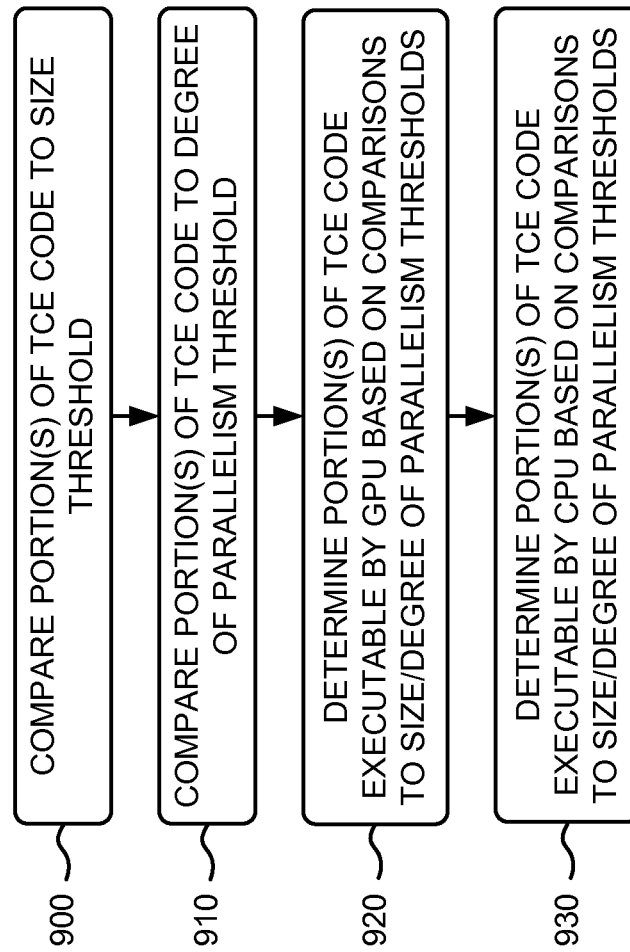 900
COMPARE PORTION(S) OF TCE CODE TO SIZE
THRESHOLD
910
COMPARE PORTION(S) OF TCE CODE TO DEGREE
OF PARALLELISM THRESHOLD
920
DETERMINE PORTION(S) OF TCE CODE
EXECUTABLE BY GPU BASED ON COMPARISONS
TO SIZE/DEGREE OF PARALLELISM THRESHOLDS
930
DETERMINE PORTION(S) OF TCE CODE
EXECUTABLE BY CPU BASED ON COMPARISONS
TO SIZE/DEGREE OF PARALLELISM THRESHOLDS